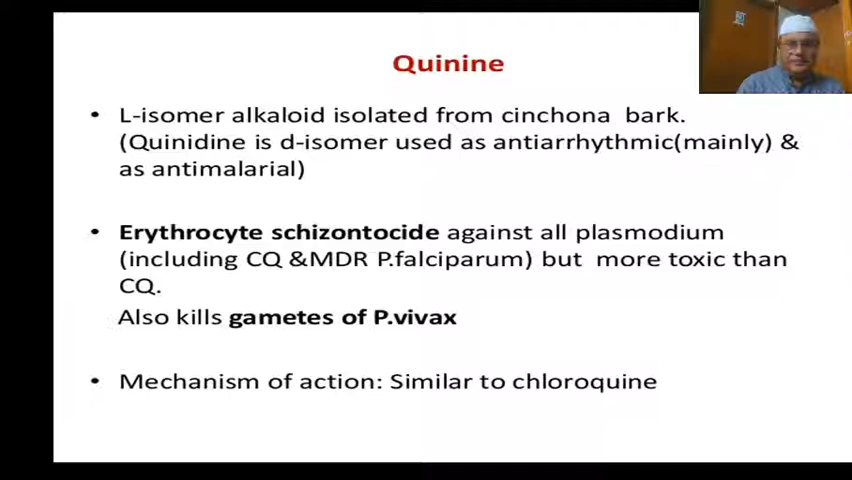 Quinine
• L-isomer alkaloid isolated from cinchona bark.
(Quinidine is d-isomer used as antiarrhythmic(mainly) &
as antimalarial)
• Erythrocyte schizontocide against all plasmodium
(including CQ &MDR P.falciparum) but more toxic than
CQ.
Also kills gametes of P.vivax
• Mechanism of action: Similar to chloroquine